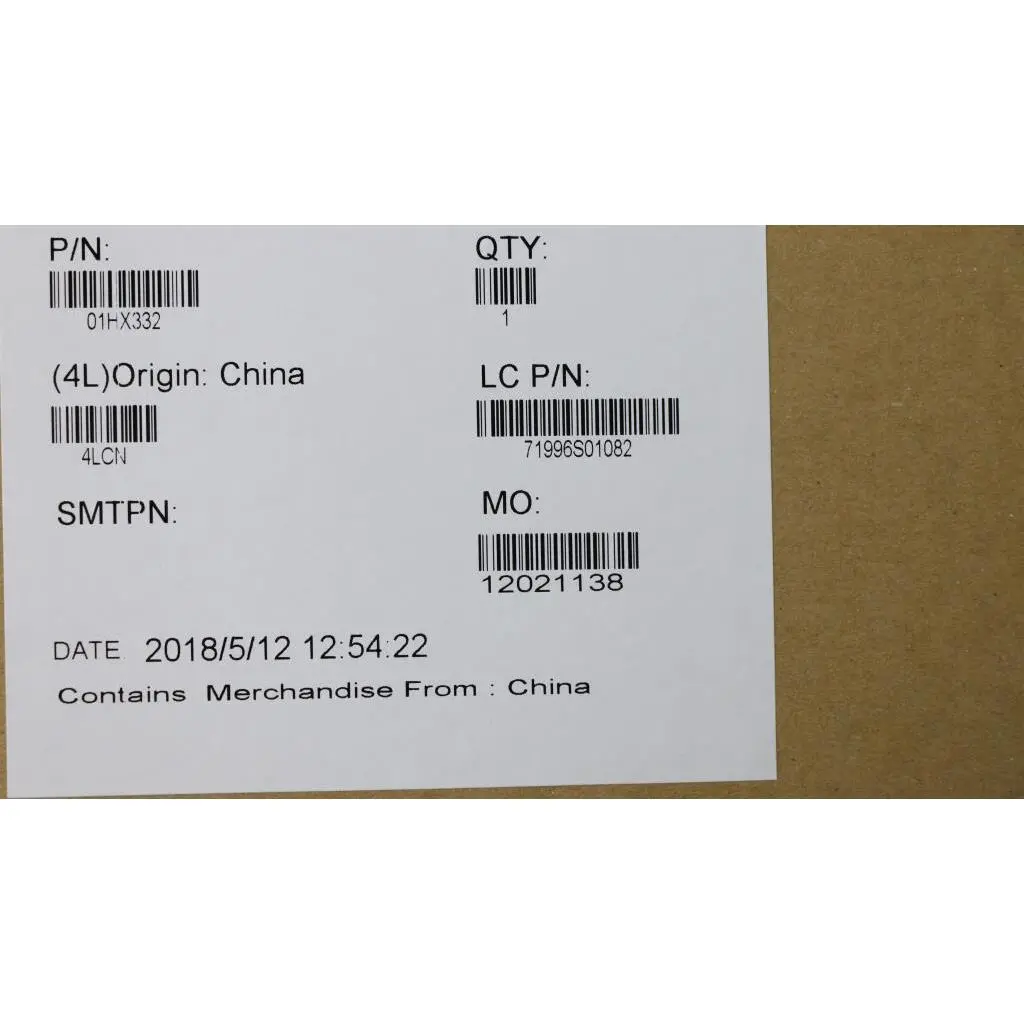 P/N:
QTY:
01HX332
1
(4L)Origin: China
LC P/N:
4LCN
71996S01082
SMTPN:
MO:
12021138
DATE 2018/5/12 12:54:22
Contains Merchandise From : China